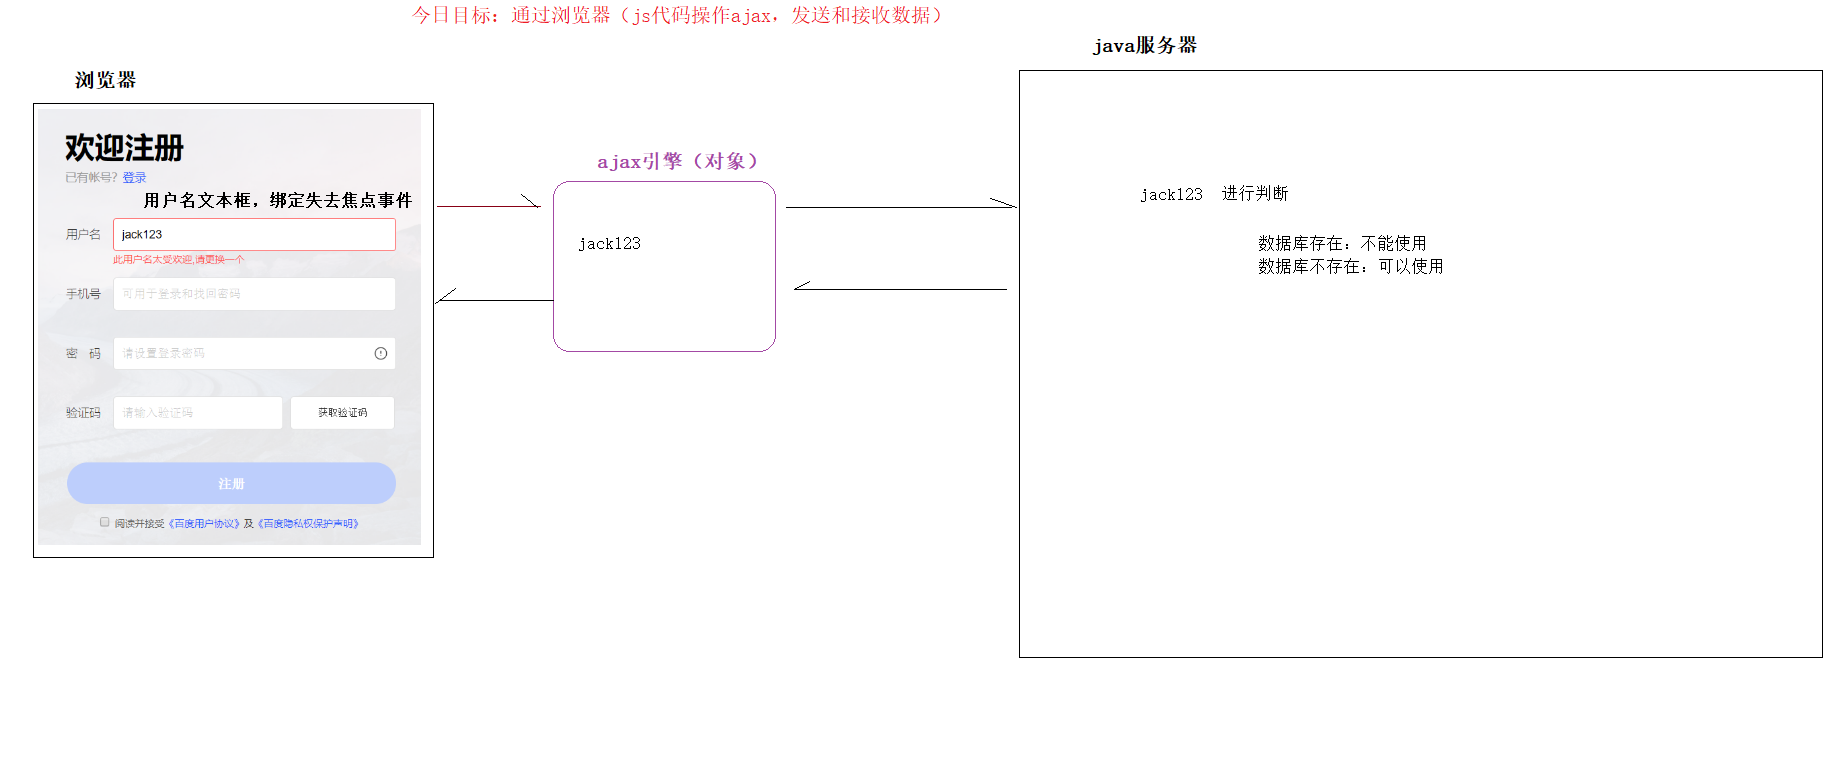 今日目标：通过浏览器（js代码操作ajax，发送和接收数据）
java服务器
浏览器
欢迎注册
已有帐号？登录
用户名文本框，绑定失去焦点事件
用户名 jack123
此用户名太受欢迎,请更换一个
手机号 可用于登录和找回密码
密 码 请设置登录密码
验证码 请输入验证码 获取验证码
注册
阅读并接受《百度用户协议》及《百度隐私权保护声明》
ajax引擎（对象）
jack123
jack123 进行判断
数据库存在：不能使用
数据库不存在：可以使用